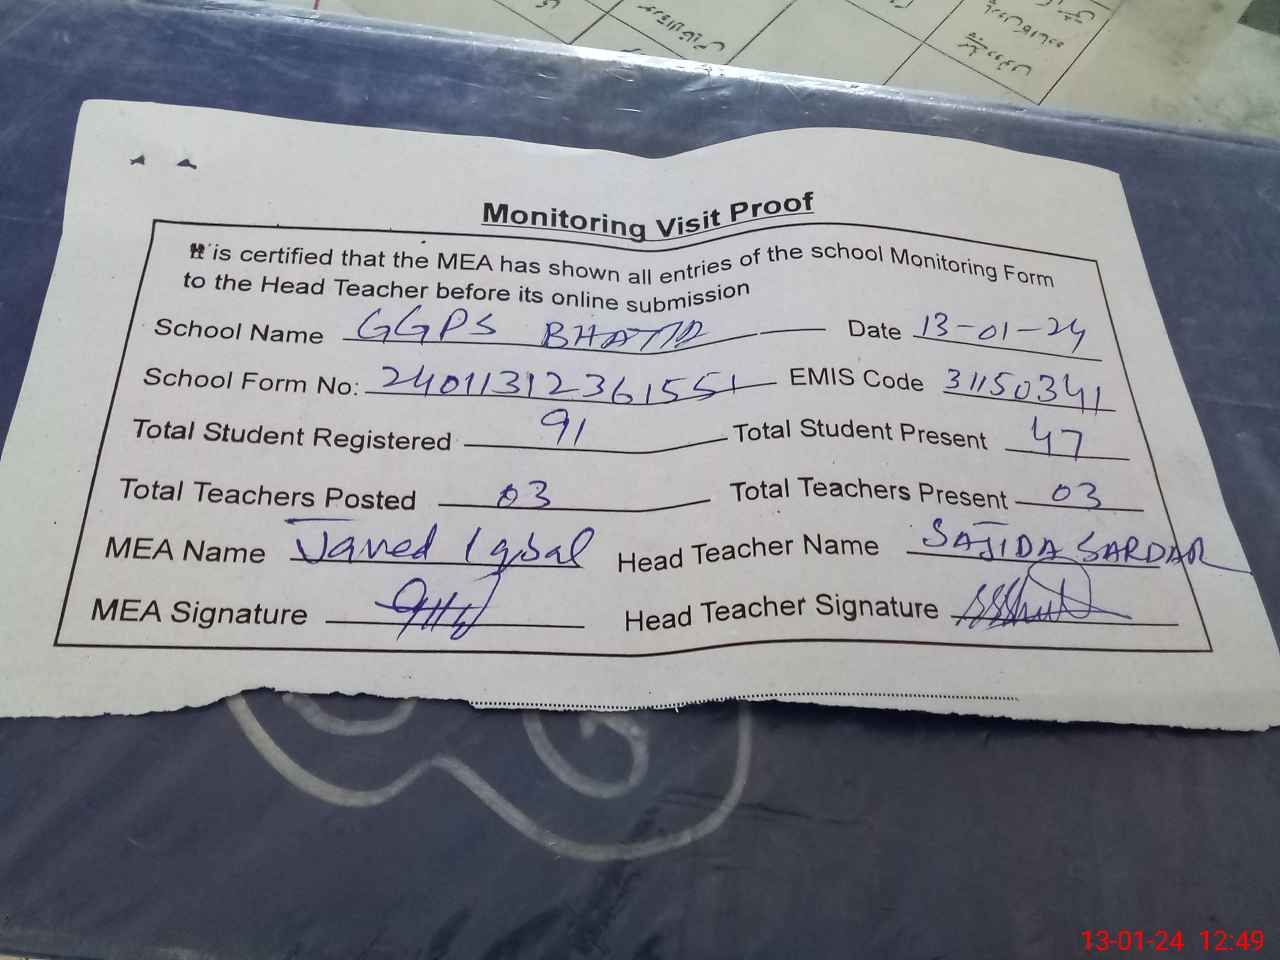 Monitoring Visit Proof
It is certified that the MEA has shown all entries of the school Monitoring Form
to the Head Teacher before its online submission
School Name GGPS BHATTA Date 13-01-24
School Form No: 24011312361551 EMIS Code 31150341
Total Student Registered 91 Total Student Present 47
Total Teachers Posted 03 Total Teachers Present 03
MEA Name Javed Iqbal Head Teacher Name SAJIDA SARDAR
MEA Signature Head Teacher Signature
13-01-24 12:49